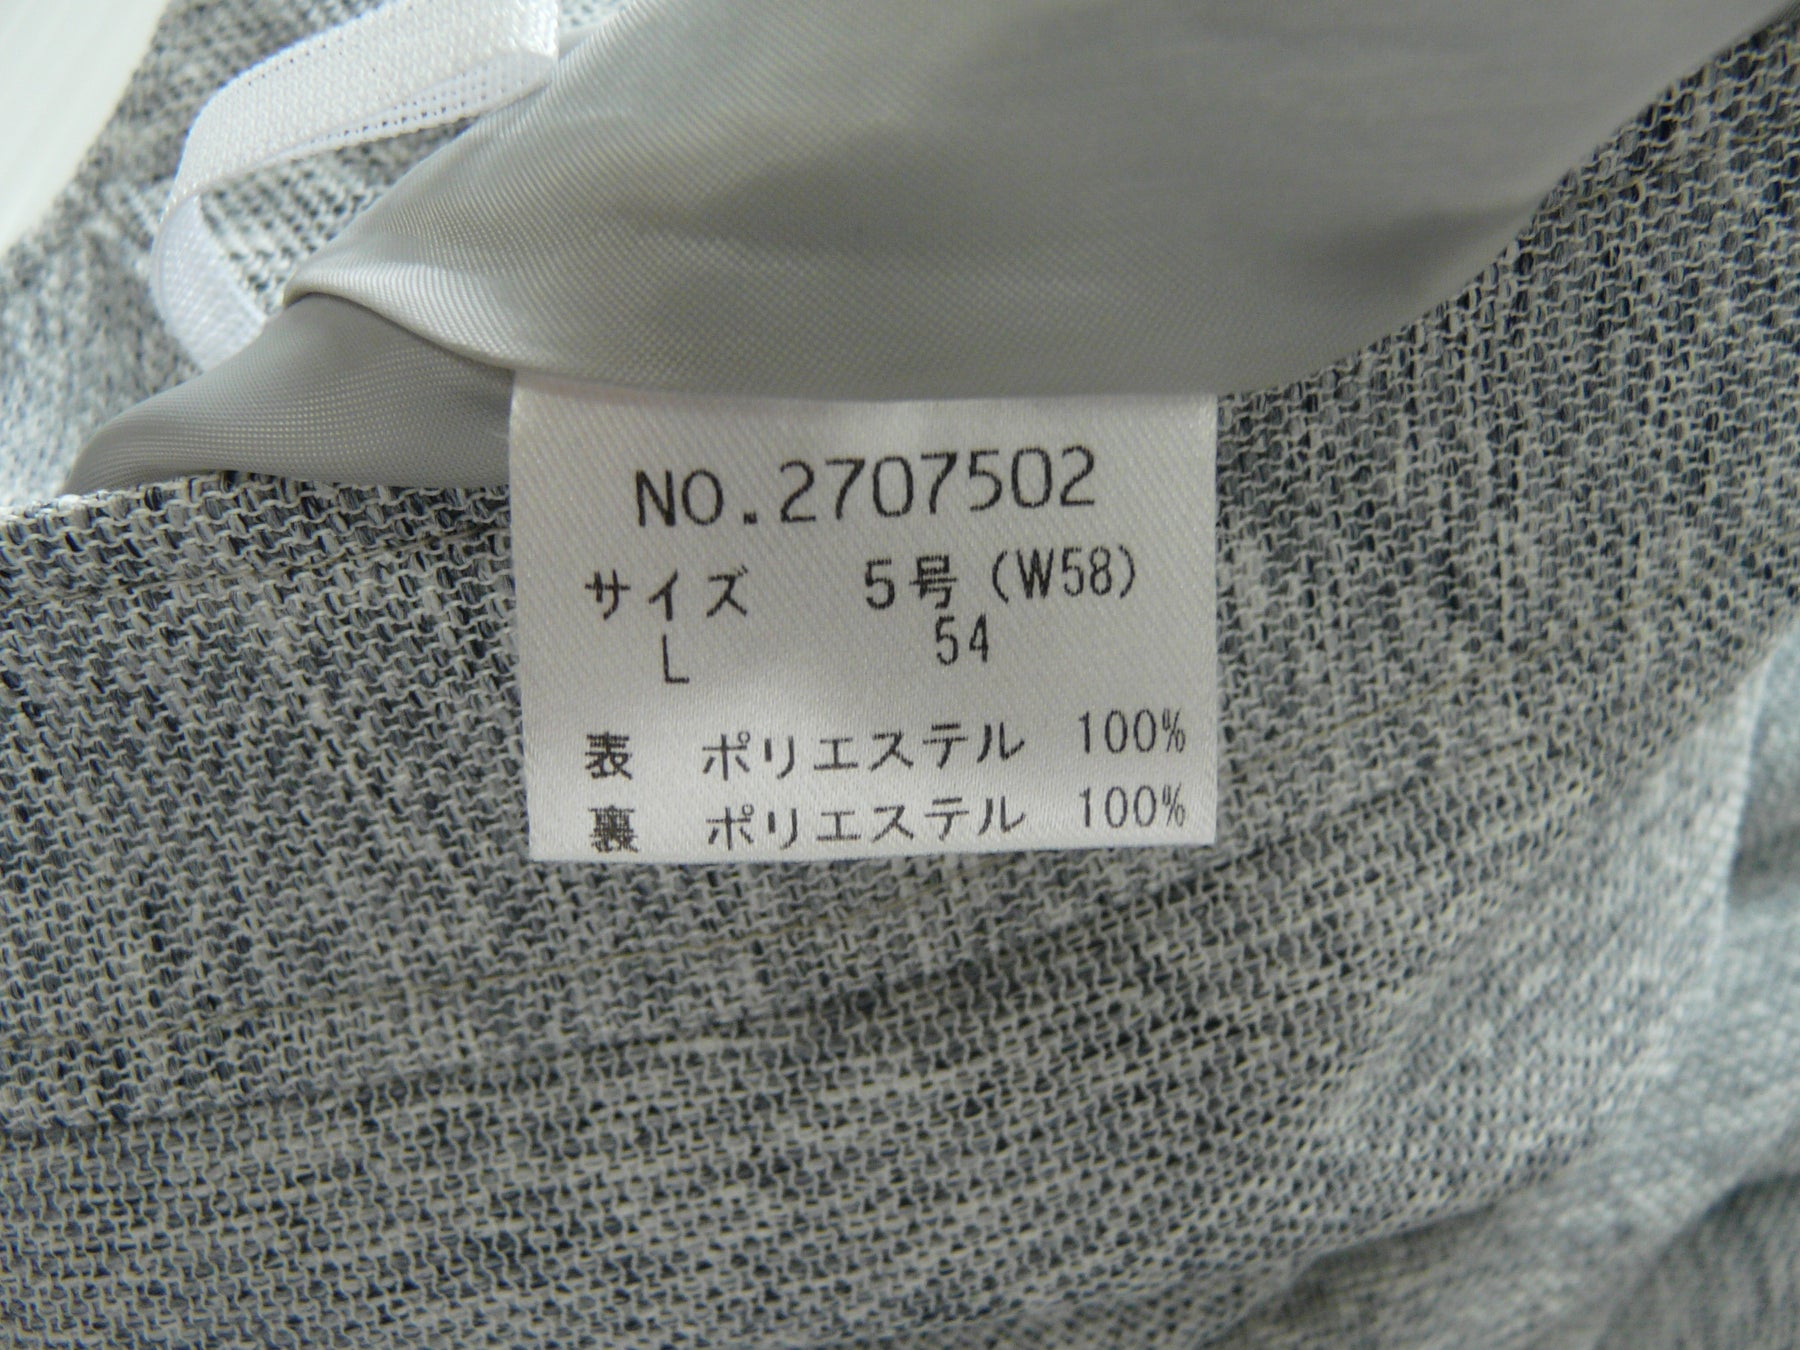 NO.2707502
サイズ 5号(W58)
L 54
表 ポリエステル 100%
裏 ポリエステル 100%